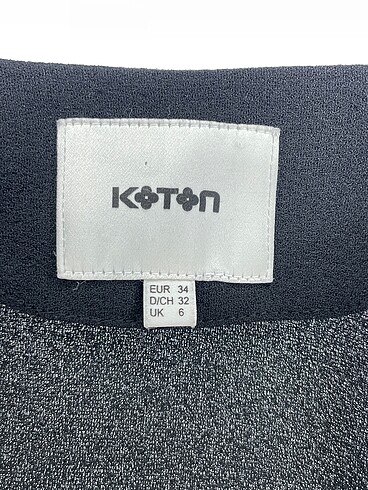 KOTON
EUR 34
D/CH 32
UK 6